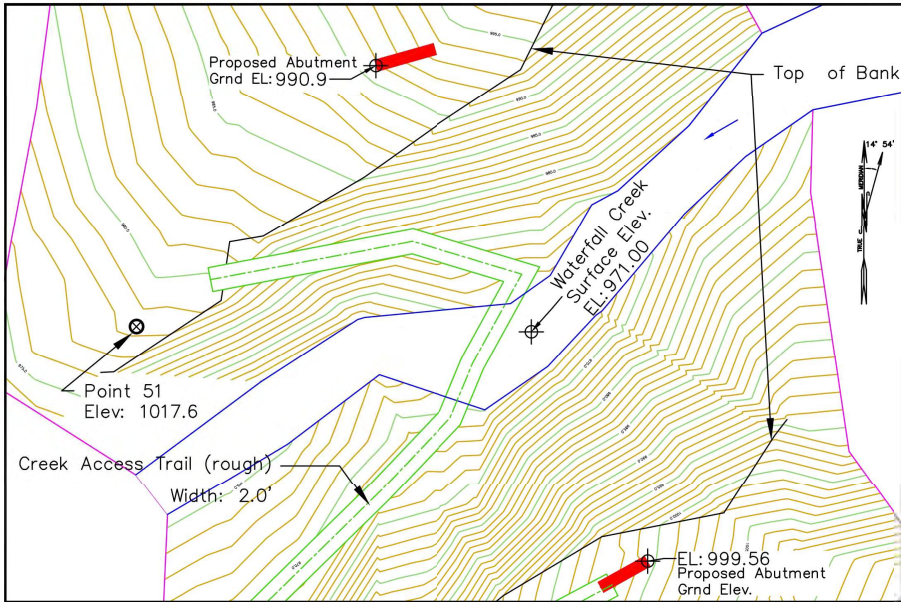 Proposed Abutment
Grnd EL: 990.9
Top of Bank
14° 54'
TRUE
MERIDIAN
Waterfall Creek
Surface Elev.
EL: 971.00
Point 51
Elev: 1017.6
Creek Access Trail (rough)
Width: 2.0'
EL: 999.56
Proposed Abutment
Grnd Elev.